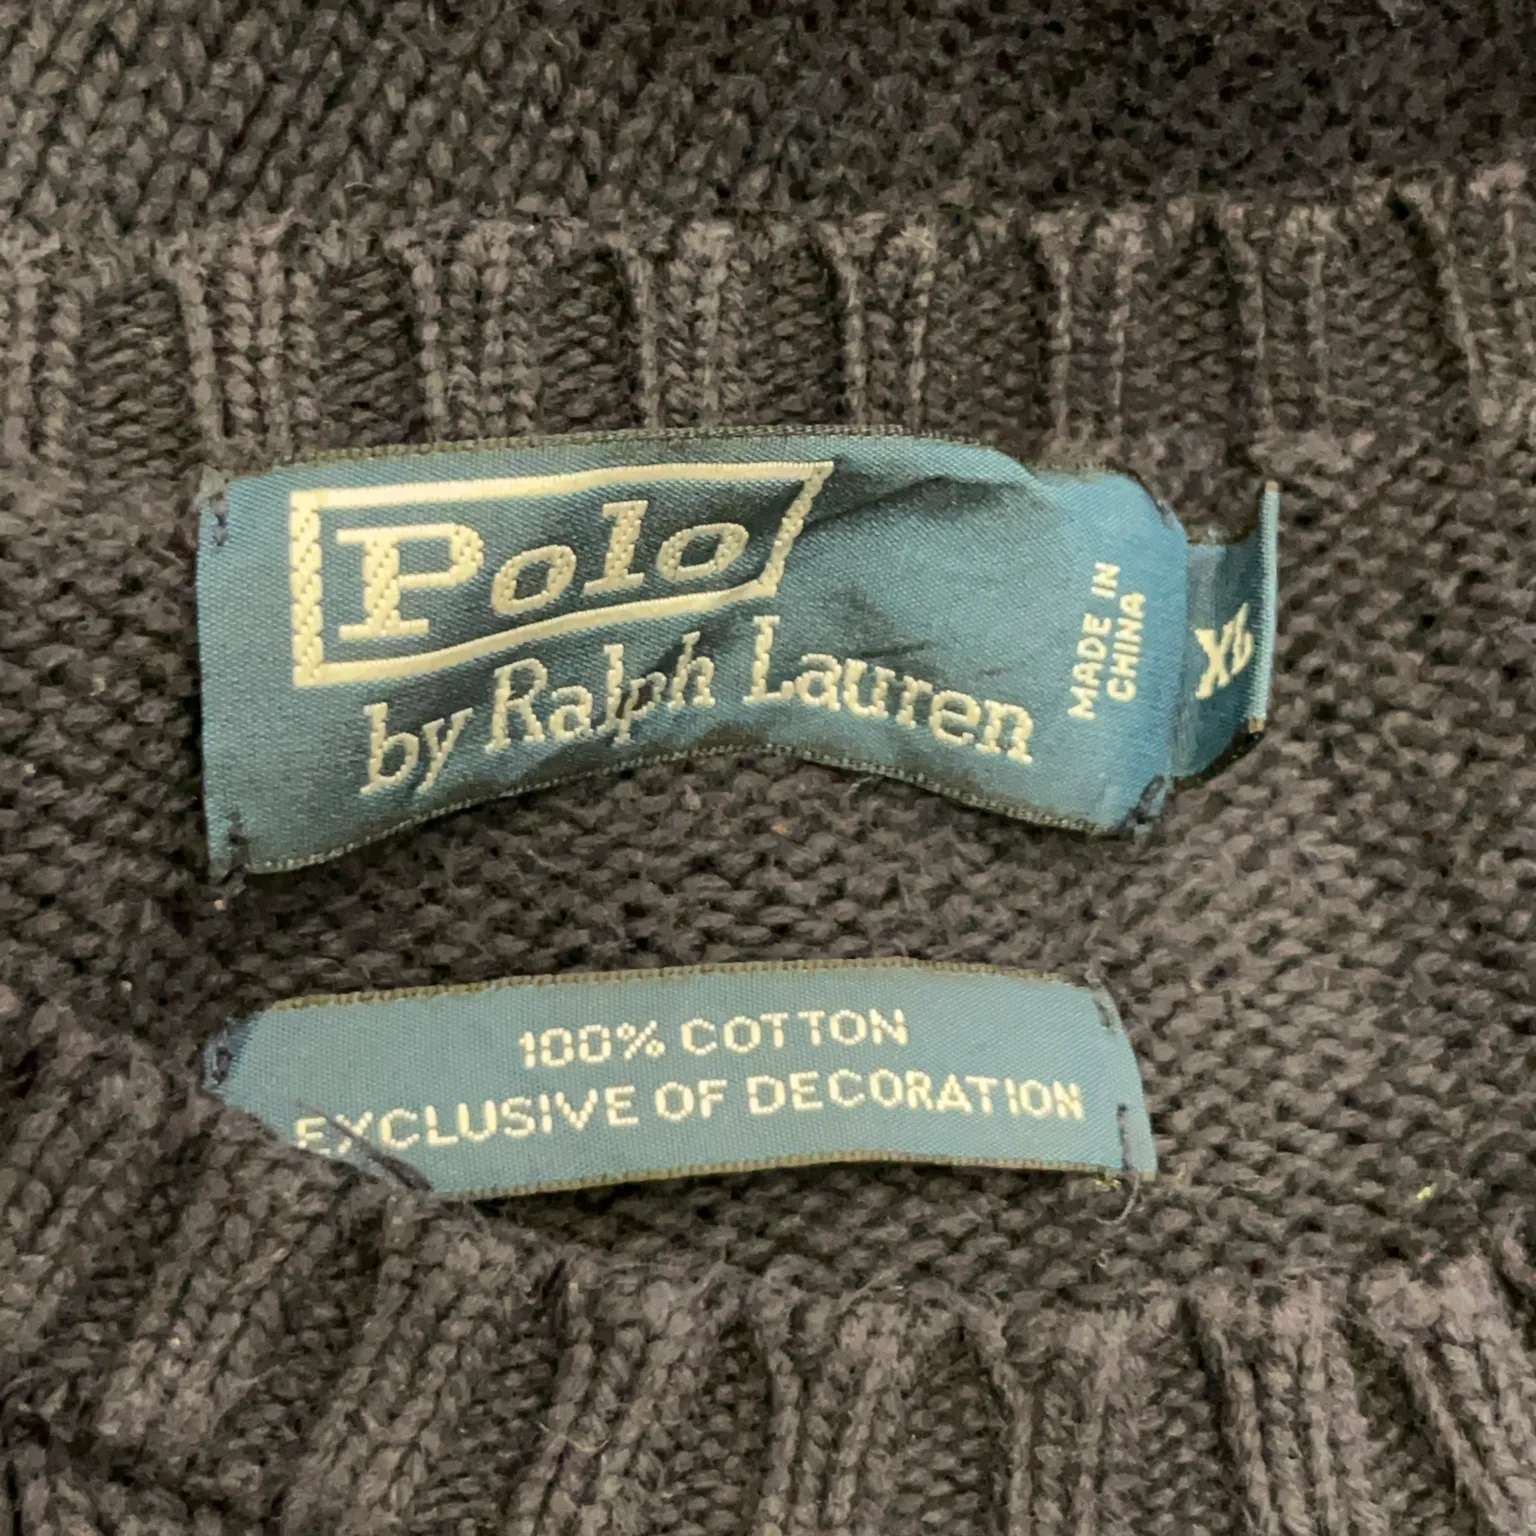 Polo
by Ralph Lauren
MADE IN
CHINA
XL
100% COTTON
EXCLUSIVE OF DECORATION